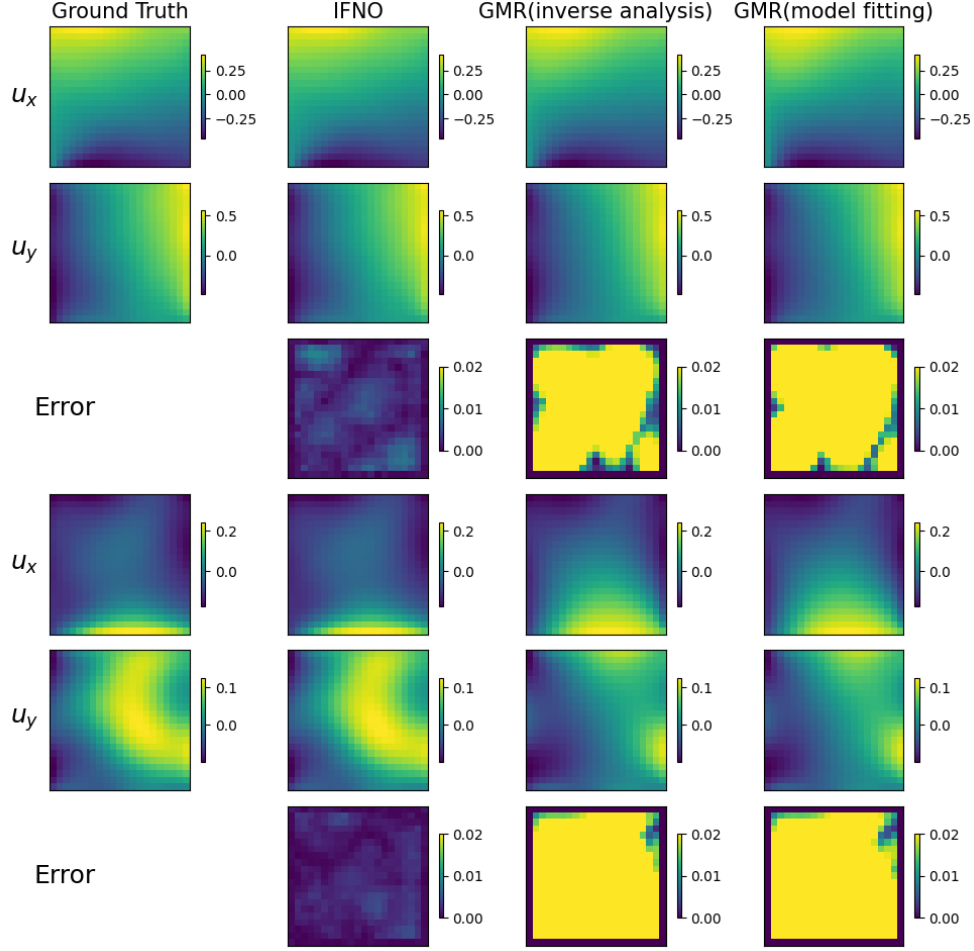 Ground Truth IFNO GMR(inverse analysis) GMR(model fitting)
u_x 0.25 0.00 −0.25 0.25 0.00 −0.25 0.25 0.00 −0.25 0.25 0.00 −0.25
u_y 0.5 0.0 0.5 0.0 0.5 0.0 0.5 0.0
Error 0.02 0.01 0.00 0.02 0.01 0.00 0.02 0.01 0.00
u_x 0.2 0.0 0.2 0.0 0.2 0.0 0.2 0.0
u_y 0.1 0.0 0.1 0.0 0.1 0.0 0.1 0.0
Error 0.02 0.01 0.00 0.02 0.01 0.00 0.02 0.01 0.00